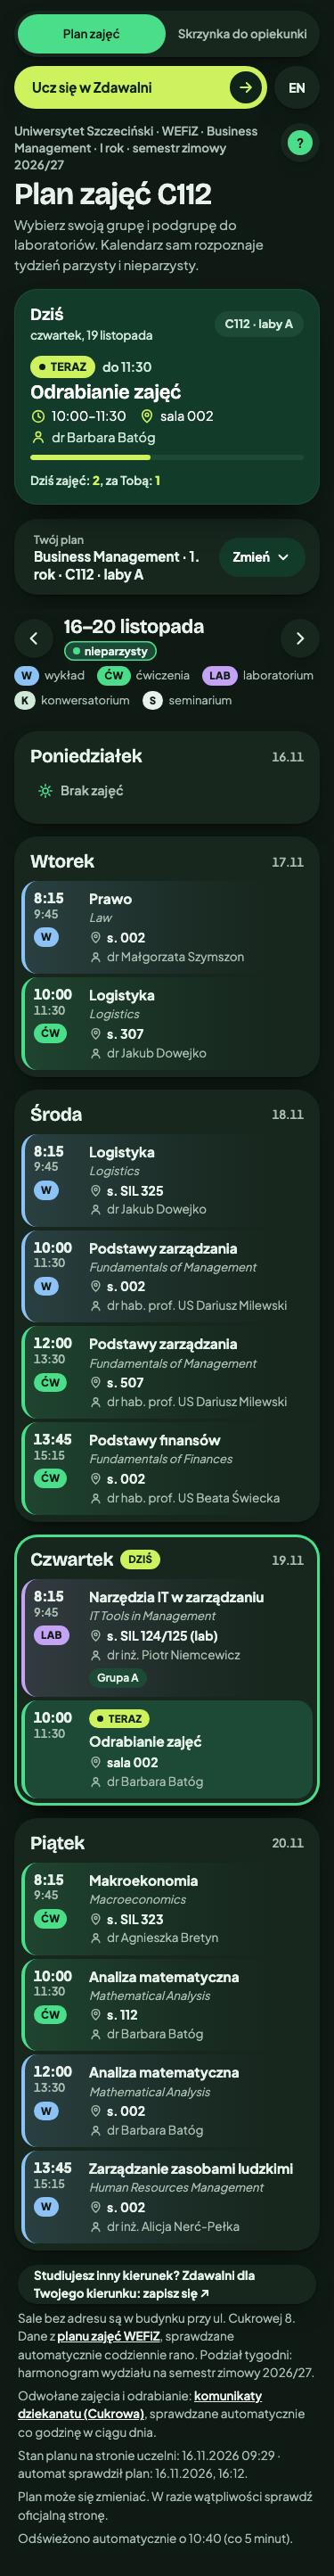 Plan zajęć
Skrzynka do opiekunki
Ucz się w Zdawalni
EN
Uniwersytet Szczeciński · WEFiZ · Business
Management · I rok · semestr zimowy
2026/27
?
Plan zajęć C112
Wybierz swoją grupę i podgrupę do
laboratoriów. Kalendarz sam rozpoznaje
tydzień parzysty i nieparzysty.
Dziś
czwartek, 19 listopada
C112 · laby A
TERAZ
do 11:30
Odrabianie zajęć
10:00–11:30
sala 002
dr Barbara Batóg
Dziś zajęć: 2, za Tobą: 1
Twój plan
Business Management · 1.
rok · C112 · laby A
Zmień
16–20 listopada
nieparzysty
W wykład
ĆW ćwiczenia
LAB laboratorium
K konwersatorium
S seminarium
Poniedziałek
16.11
Brak zajęć
Wtorek
17.11
8:15
9:45
W
Prawo
Law
s. 002
dr Małgorzata Szymszon
10:00
11:30
ĆW
Logistyka
Logistics
s. 307
dr Jakub Dowejko
Środa
18.11
8:15
9:45
W
Logistyka
Logistics
s. SIL 325
dr Jakub Dowejko
10:00
11:30
W
Podstawy zarządzania
Fundamentals of Management
s. 002
dr hab. prof. US Dariusz Milewski
12:00
13:30
ĆW
Podstawy zarządzania
Fundamentals of Management
s. 507
dr hab. prof. US Dariusz Milewski
13:45
15:15
ĆW
Podstawy finansów
Fundamentals of Finances
s. 002
dr hab. prof. US Beata Świecka
Czwartek
DZIŚ
19.11
8:15
9:45
LAB
Narzędzia IT w zarządzaniu
IT Tools in Management
s. SIL 124/125 (lab)
dr inż. Piotr Niemcewicz
Grupa A
10:00
11:30
TERAZ
Odrabianie zajęć
sala 002
dr Barbara Batóg
Piątek
20.11
8:15
9:45
ĆW
Makroekonomia
Macroeconomics
s. SIL 323
dr Agnieszka Bretyn
10:00
11:30
ĆW
Analiza matematyczna
Mathematical Analysis
s. 112
dr Barbara Batóg
12:00
13:30
W
Analiza matematyczna
Mathematical Analysis
s. 002
dr Barbara Batóg
13:45
15:15
W
Zarządzanie zasobami ludzkimi
Human Resources Management
s. 002
dr inż. Alicja Nerć-Pełka
Studiujesz inny kierunek? Zdawalni dla
Twojego kierunku: zapisz się ↗
Sale bez adresu są w budynku przy ul. Cukrowej 8.
Dane z planu zajęć WEFiZ, sprawdzane
automatycznie codziennie rano. Podział tygodni:
harmonogram wydziału na semestr zimowy 2026/27.
Odwołane zajęcia i odrabianie: komunikaty
dziekanatu (Cukrowa), sprawdzane automatycznie
co godzinę w ciągu dnia.
Stan planu na stronie uczelni: 16.11.2026 09:29 ·
automat sprawdził plan: 16.11.2026, 16:12.
Plan może się zmieniać. W razie wątpliwości sprawdź
oficjalną stronę.
Odświeżono automatycznie o 10:40 (co 5 minut).